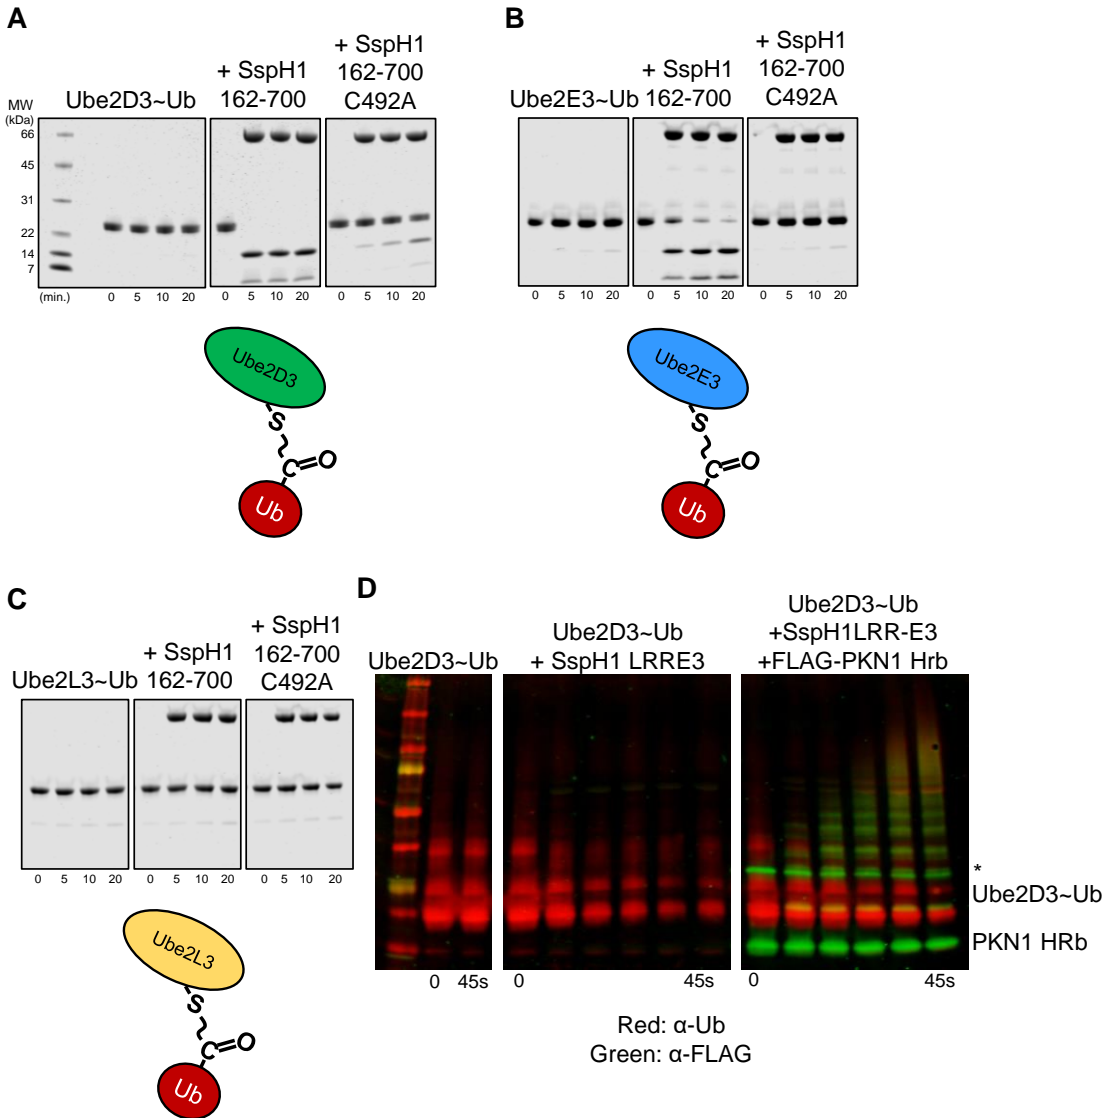 A
MW
(kDa)
66
45
31
22
14
7
(min.)
Ube2D3~Ub
+ SspH1
162-700
+ SspH1
162-700
C492A
0 5 10 20
0 5 10 20
0 5 10 20
Ube2D3
S
C=O
Ub
B
Ube2E3~Ub
+ SspH1
162-700
+ SspH1
162-700
C492A
0 5 10 20
0 5 10 20
0 5 10 20
Ube2E3
S
C=O
Ub
C
Ube2L3~Ub
+ SspH1
162-700
+ SspH1
162-700
C492A
0 5 10 20
0 5 10 20
0 5 10 20
Ube2L3
S
C=O
Ub
D
Ube2D3~Ub
Ube2D3~Ub
+ SspH1 LRRE3
Ube2D3~Ub
+SspH1LRR-E3
+FLAG-PKN1 Hrb
*
Ube2D3~Ub
PKN1 HRb
0 45s
0 45s
0 45s
Red: α-Ub
Green: α-FLAG